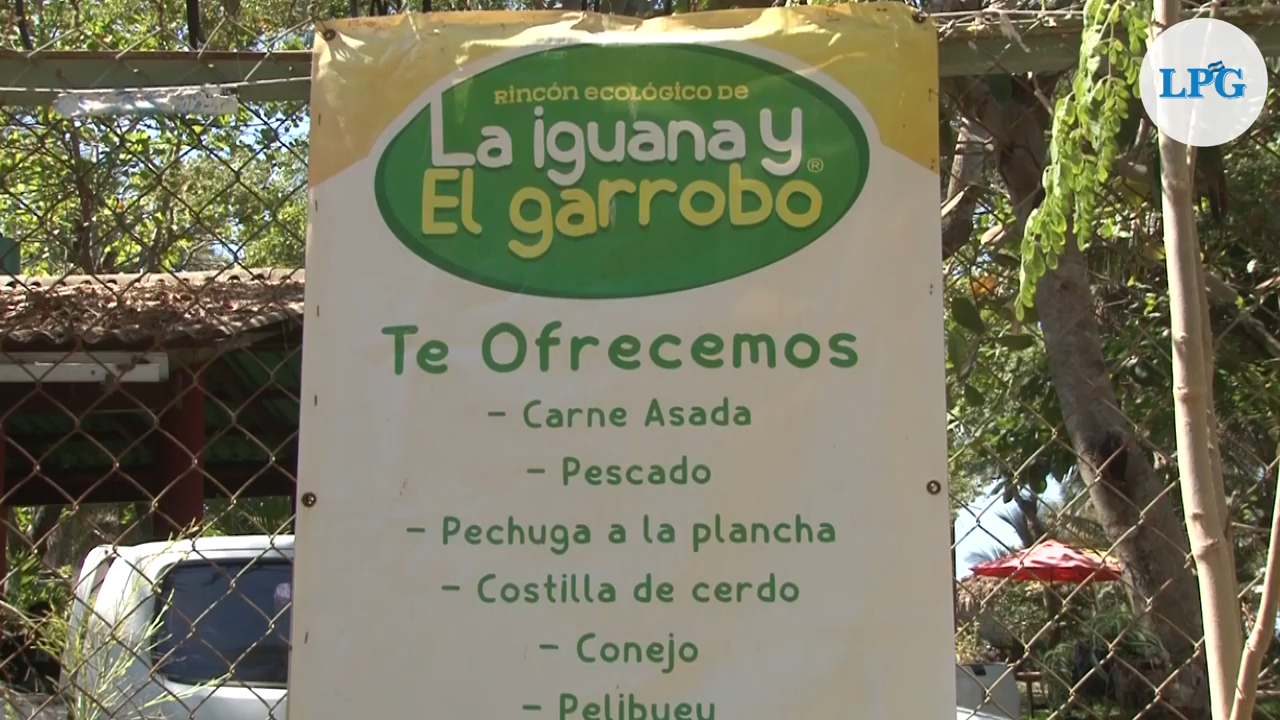 LPG
RINCÓN ECOLÓGICO DE
La iguana y
El garrobo®
Te Ofrecemos
- Carne Asada
- Pescado
- Pechuga a la plancha
- Costilla de cerdo
- Conejo
- Pelibuey